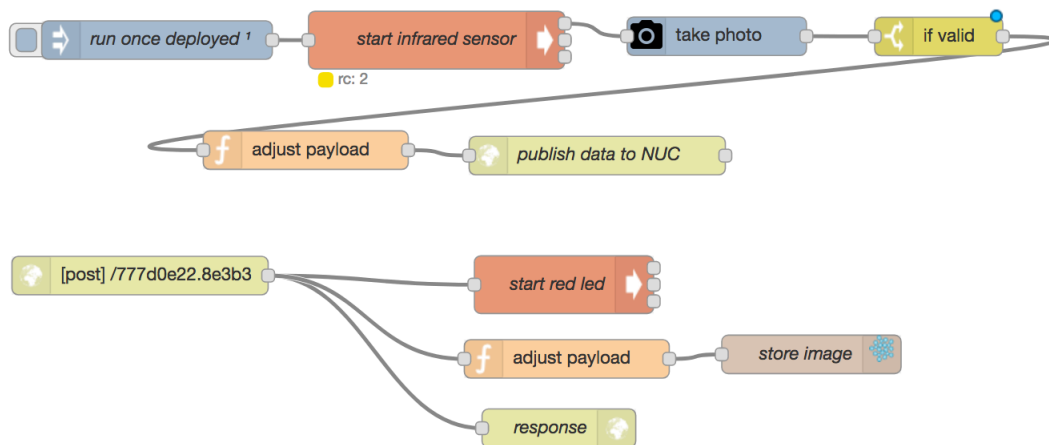 run once deployed ¹
start infrared sensor
take photo
if valid
rc: 2
adjust payload
publish data to NUC
[post] /777d0e22.8e3b3
start red led
adjust payload
store image
response